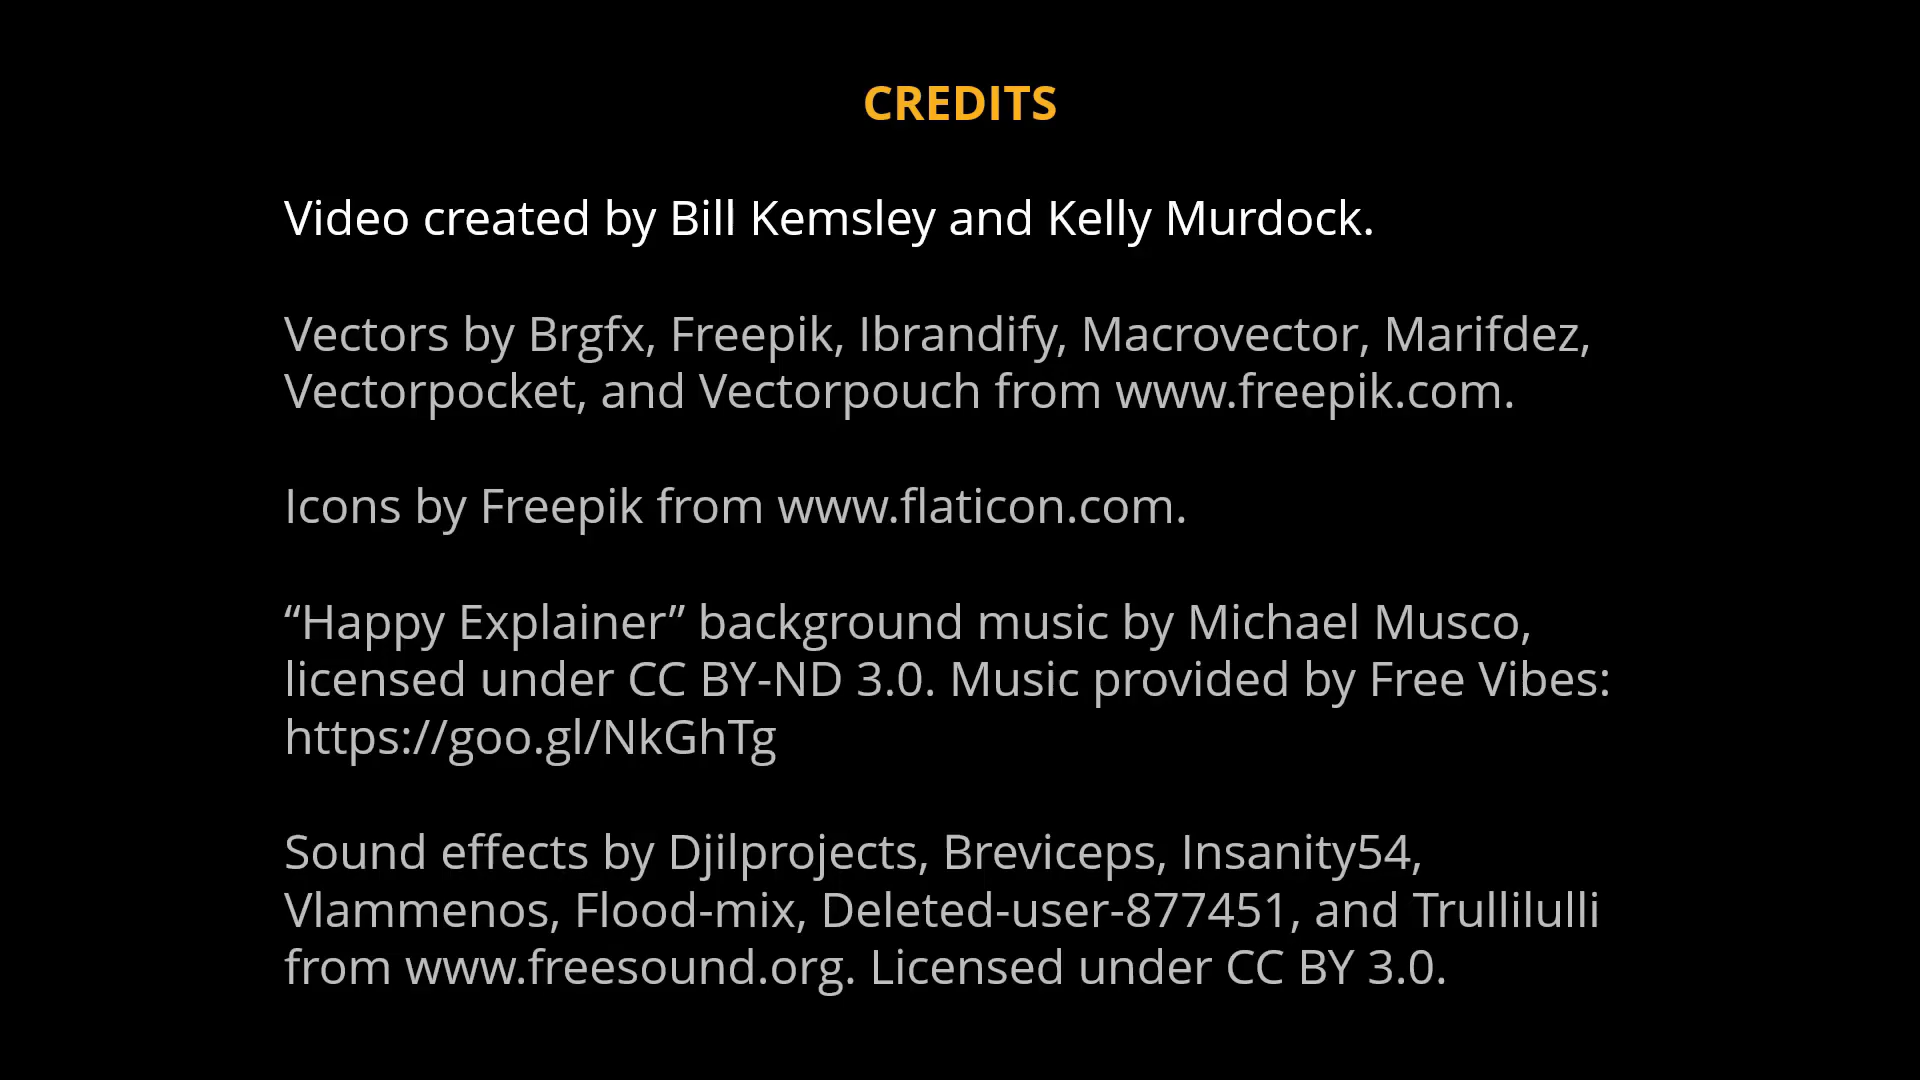 CREDITS
Video created by Bill Kemsley and Kelly Murdock.
Vectors by Brgfx, Freepik, Ibrandify, Macrovector, Marifdez,
Vectorpocket, and Vectorpouch from www.freepik.com.
Icons by Freepik from www.flaticon.com.
“Happy Explainer” background music by Michael Musco,
licensed under CC BY-ND 3.0. Music provided by Free Vibes:
https://goo.gl/NkGhTg
Sound effects by Djilprojects, Breviceps, Insanity54,
Vlammenos, Flood-mix, Deleted-user-877451, and Trullilulli
from www.freesound.org. Licensed under CC BY 3.0.